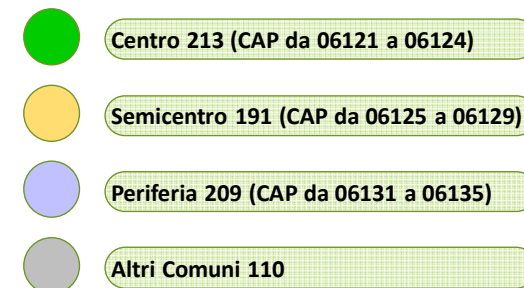 Centro 213 (CAP da 06121 a 06124)
Semicentro 191 (CAP da 06125 a 06129)
Periferia 209 (CAP da 06131 a 06135)
Altri Comuni 110